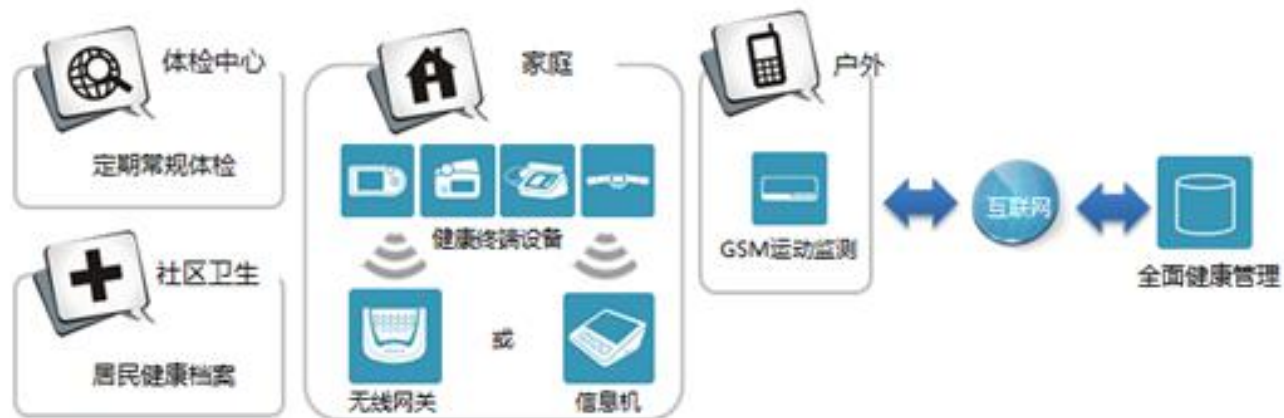 体检中心
定期常规体检
社区卫生
居民健康档案
家庭
健康终端设备
无线网关
或
信息机
户外
GSM运动监测
互联网
全面健康管理